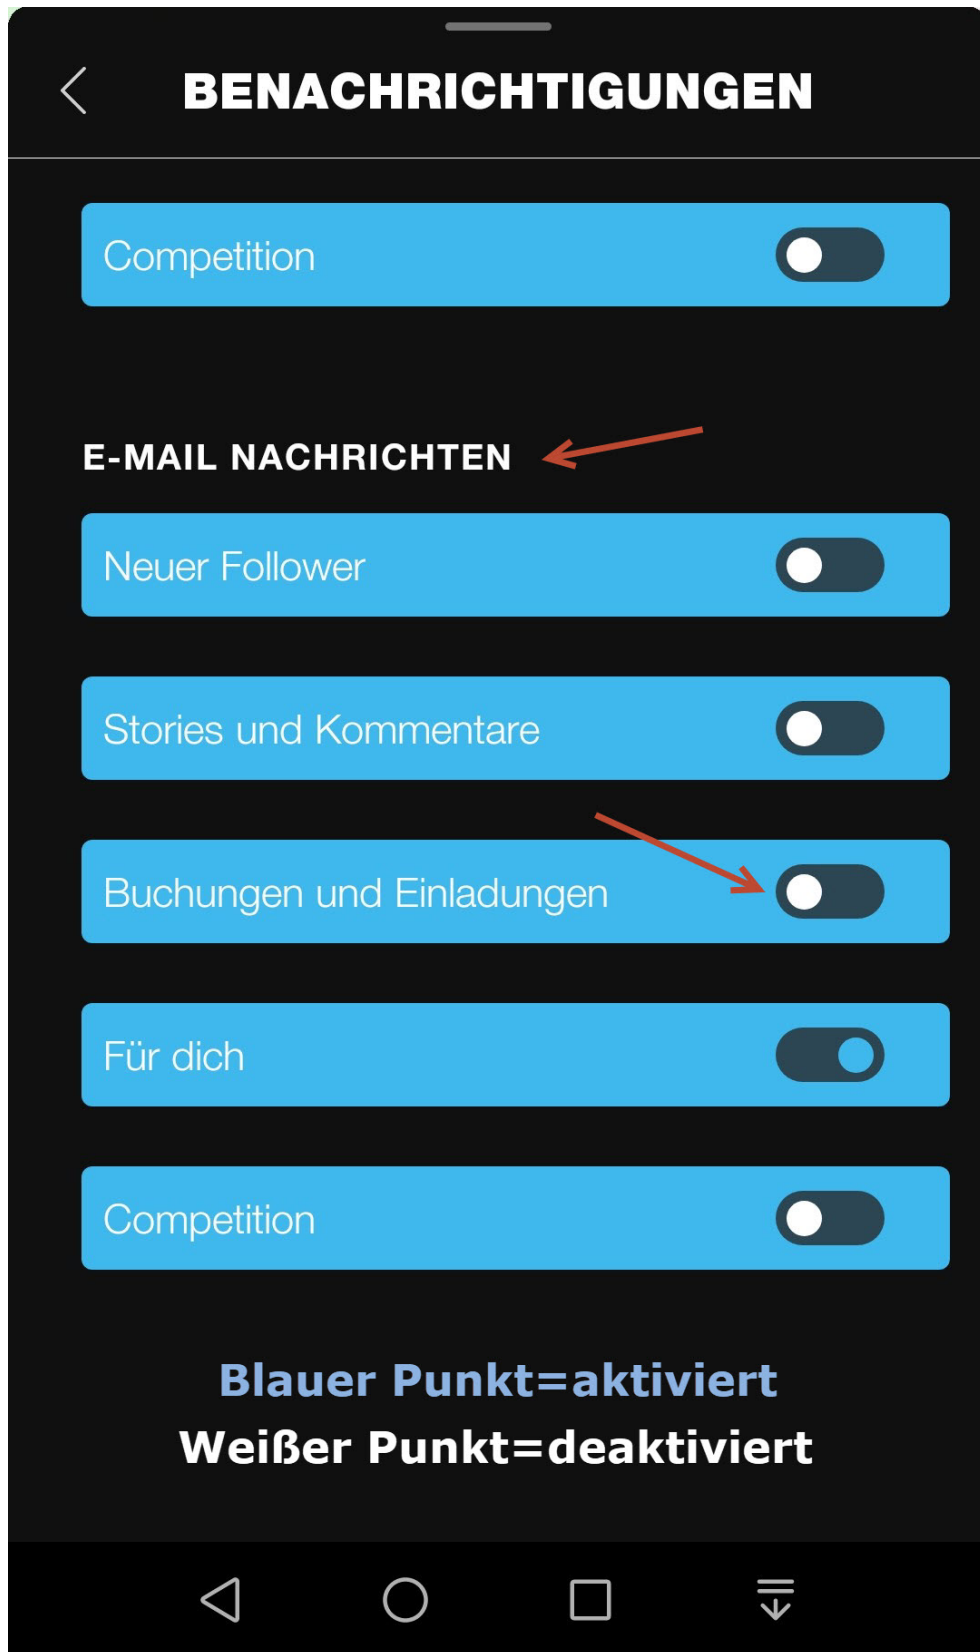 BENACHRICHTIGUNGEN
Competition
E-MAIL NACHRICHTEN
Neuer Follower
Stories und Kommentare
Buchungen und Einladungen
Für dich
Competition
Blauer Punkt=aktiviert
Weißer Punkt=deaktiviert